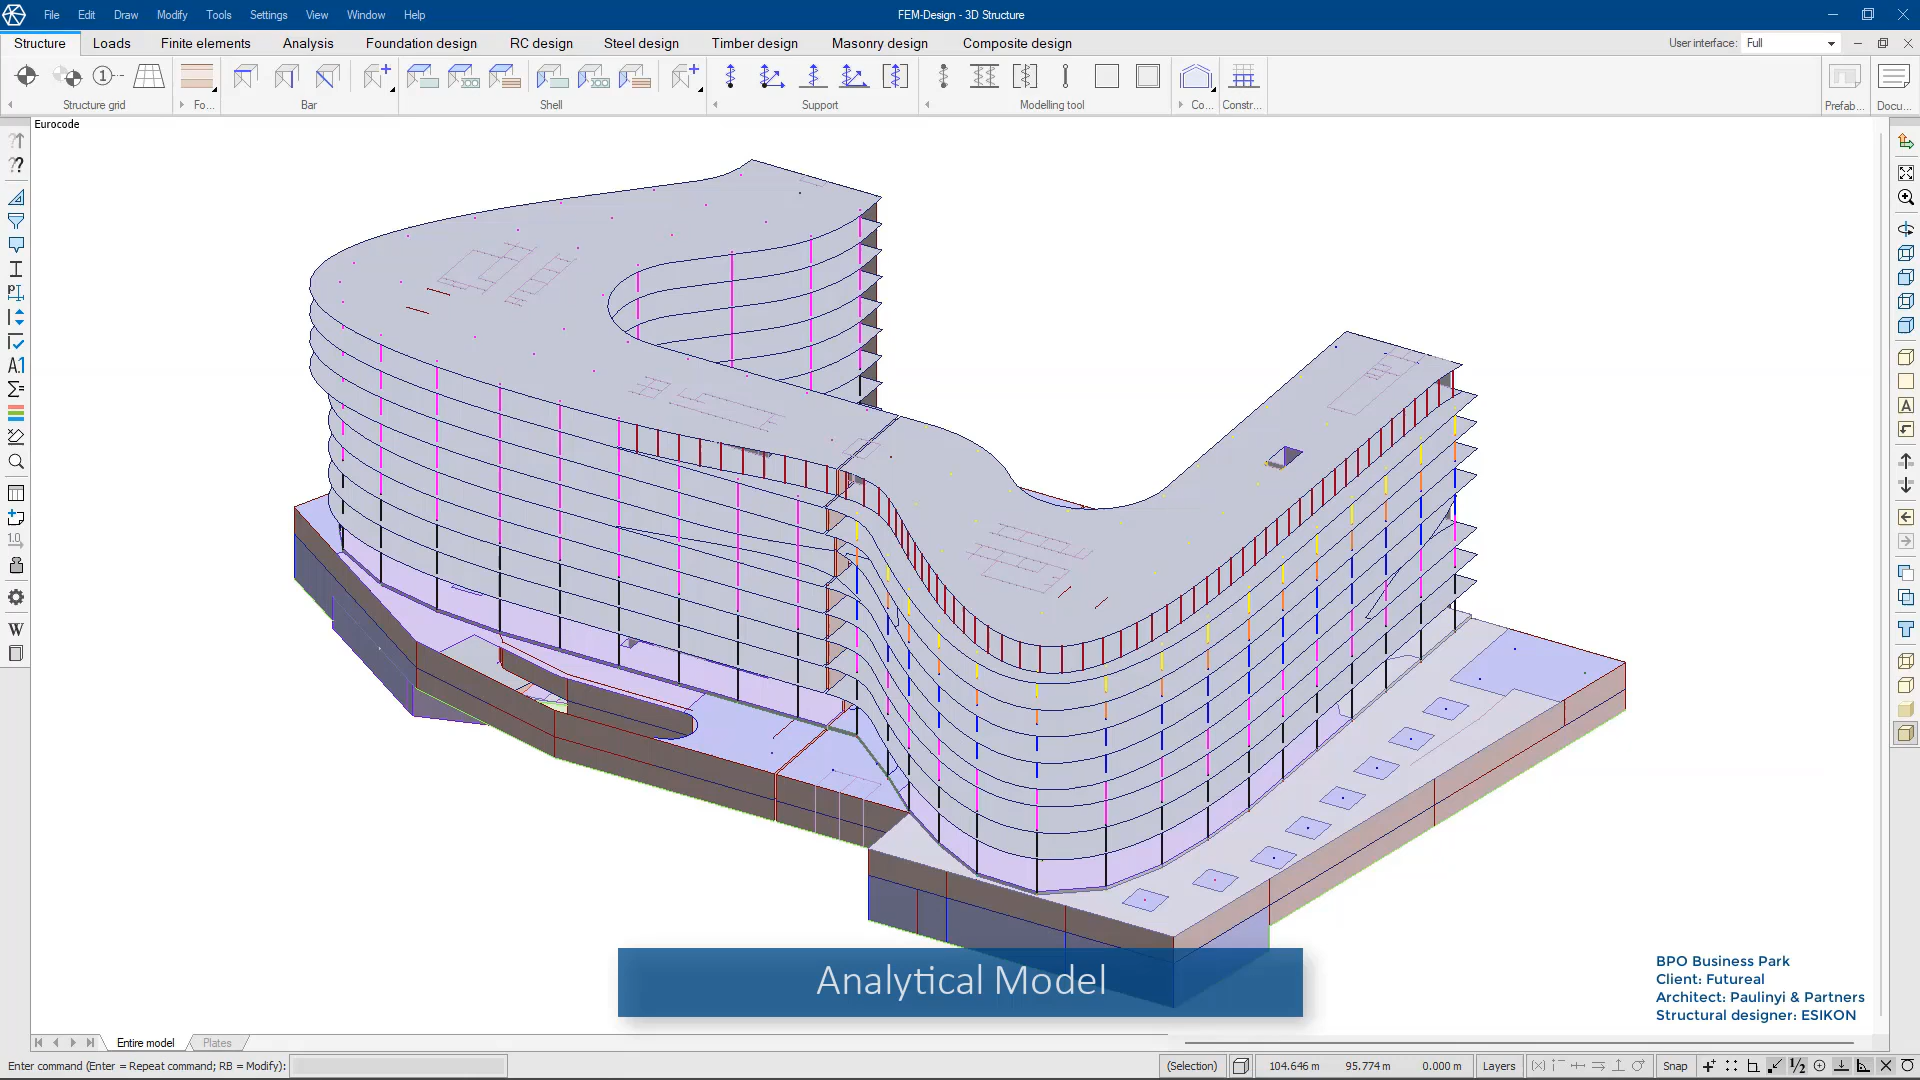 File Edit Draw Modify Tools Settings View Window Help
FEM-Design - 3D Structure
Structure Loads Finite elements Analysis Foundation design RC design Steel design Timber design Masonry design Composite design
User interface: Full
Structure grid Fo... Bar Shell Support Modelling tool Co... Constr... Prefab... Docu...
Eurocode
Analytical Model
BPO Business Park
Client: Futureal
Architect: Paulinyi & Partners
Structural designer: ESIKON
Entire model Plates
Enter command (Enter = Repeat command; RB = Modify):
(Selection) 104.646 m 95.774 m 0.000 m Layers Snap 1/2